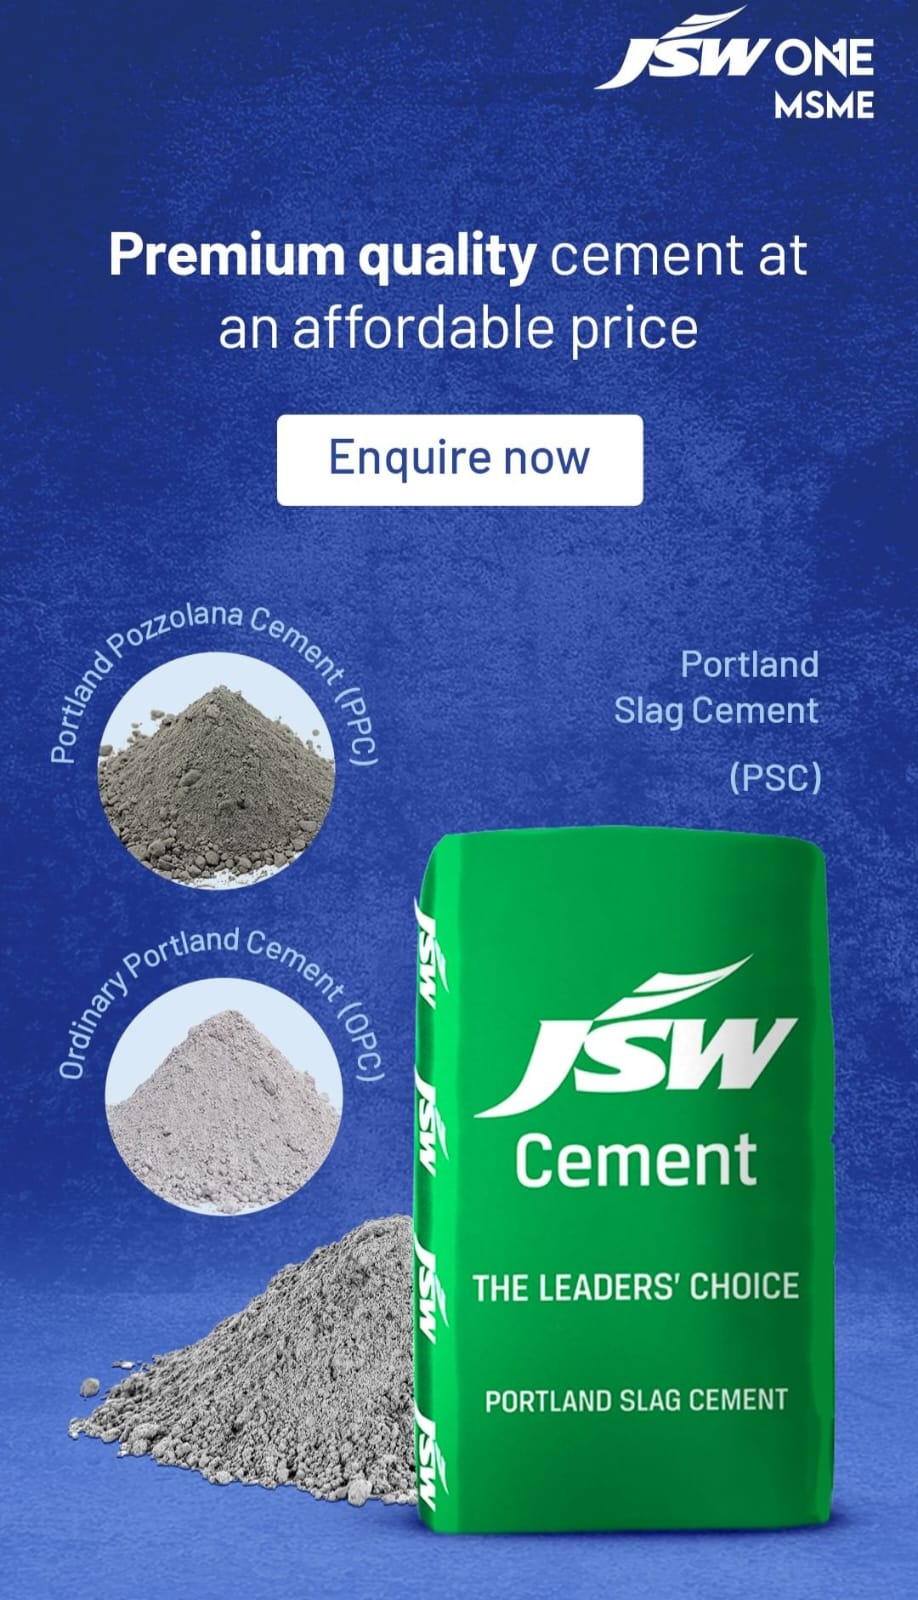 JSW ONE
MSME
Premium quality cement at
an affordable price
Enquire now
Portland Pozzolana Cement (PPC)
Portland
Slag Cement
(PSC)
Ordinary Portland Cement (OPC)
JSW
Cement
THE LEADERS' CHOICE
PORTLAND SLAG CEMENT
JSW
JSW
JSW
JSW